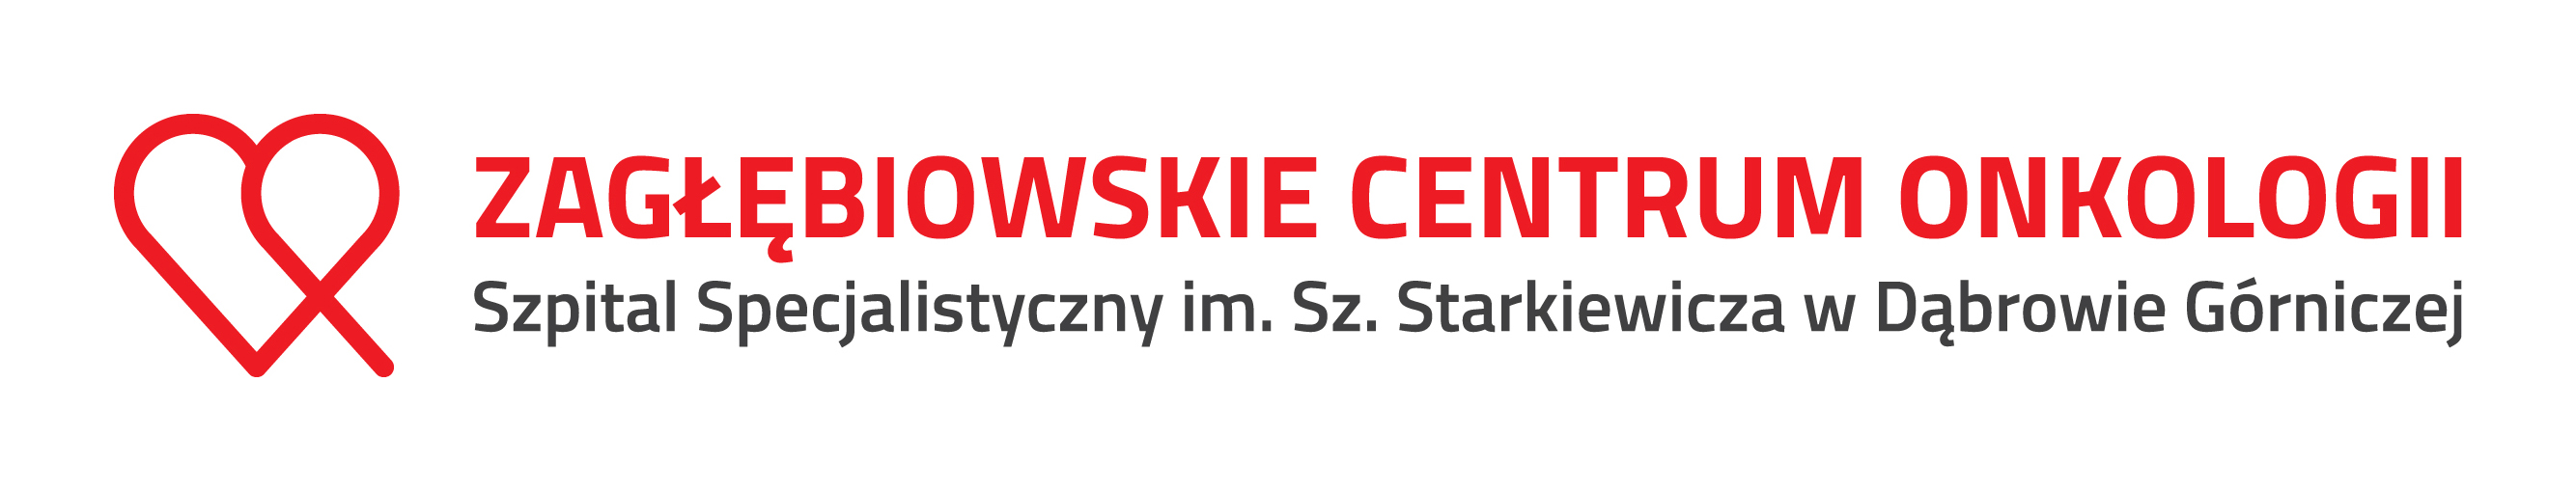 ZAGŁĘBIOWSKIE CENTRUM ONKOLOGII
Szpital Specjalistyczny im. Sz. Starkiewicza w Dąbrowie Górniczej